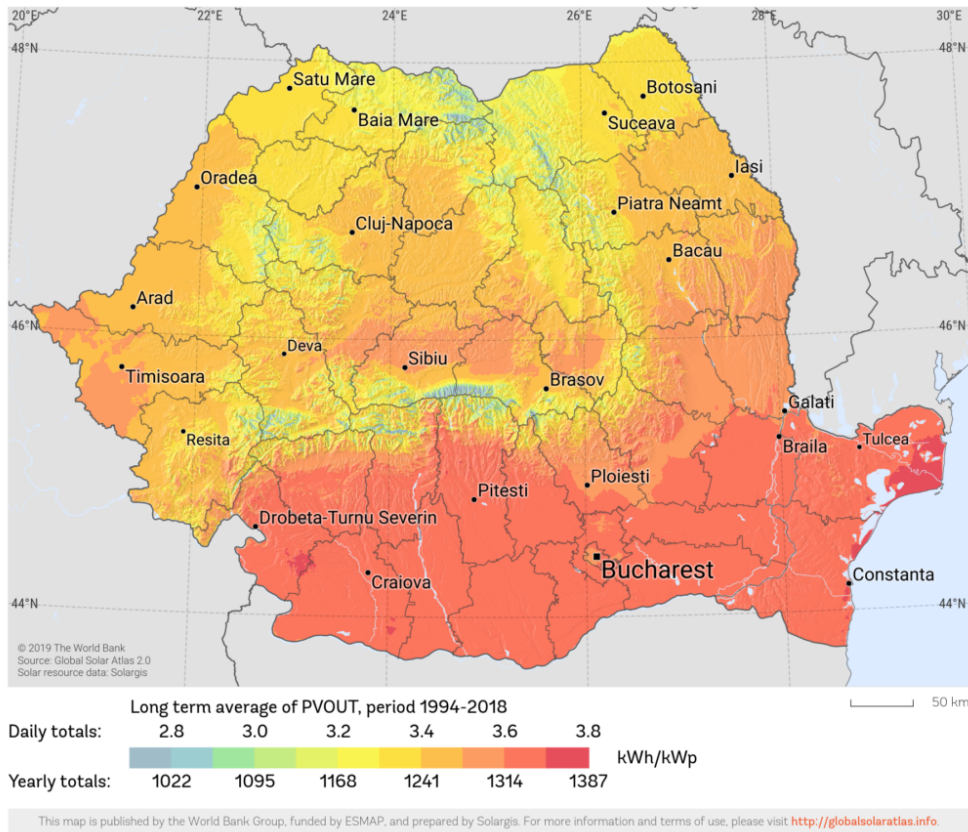 20°E 22°E 24°E 26°E 28°E 30°E
48°N 48°N
Satu Mare
Botosani
Baia Mare
Suceava
Iasi
Oradea
Piatra Neamt
Cluj-Napoca
Bacau
Arad
46°N 46°N
Deva
Sibiu
Timisoara
Brasov
Galati
Resita
Braila
Tulcea
Ploiesti
Pitesti
Drobeta-Turnu Severin
Bucharest
Craiova
Constanta
44°N 44°N
© 2019 The World Bank
Source: Global Solar Atlas 2.0
Solar resource data: Solargis
Long term average of PVOUT, period 1994-2018
50 km
Daily totals: 2.8 3.0 3.2 3.4 3.6 3.8
kWh/kWp
Yearly totals: 1022 1095 1168 1241 1314 1387
This map is published by the World Bank Group, funded by ESMAP, and prepared by Solargis. For more information and terms of use, please visit http://globalsolaratlas.info.